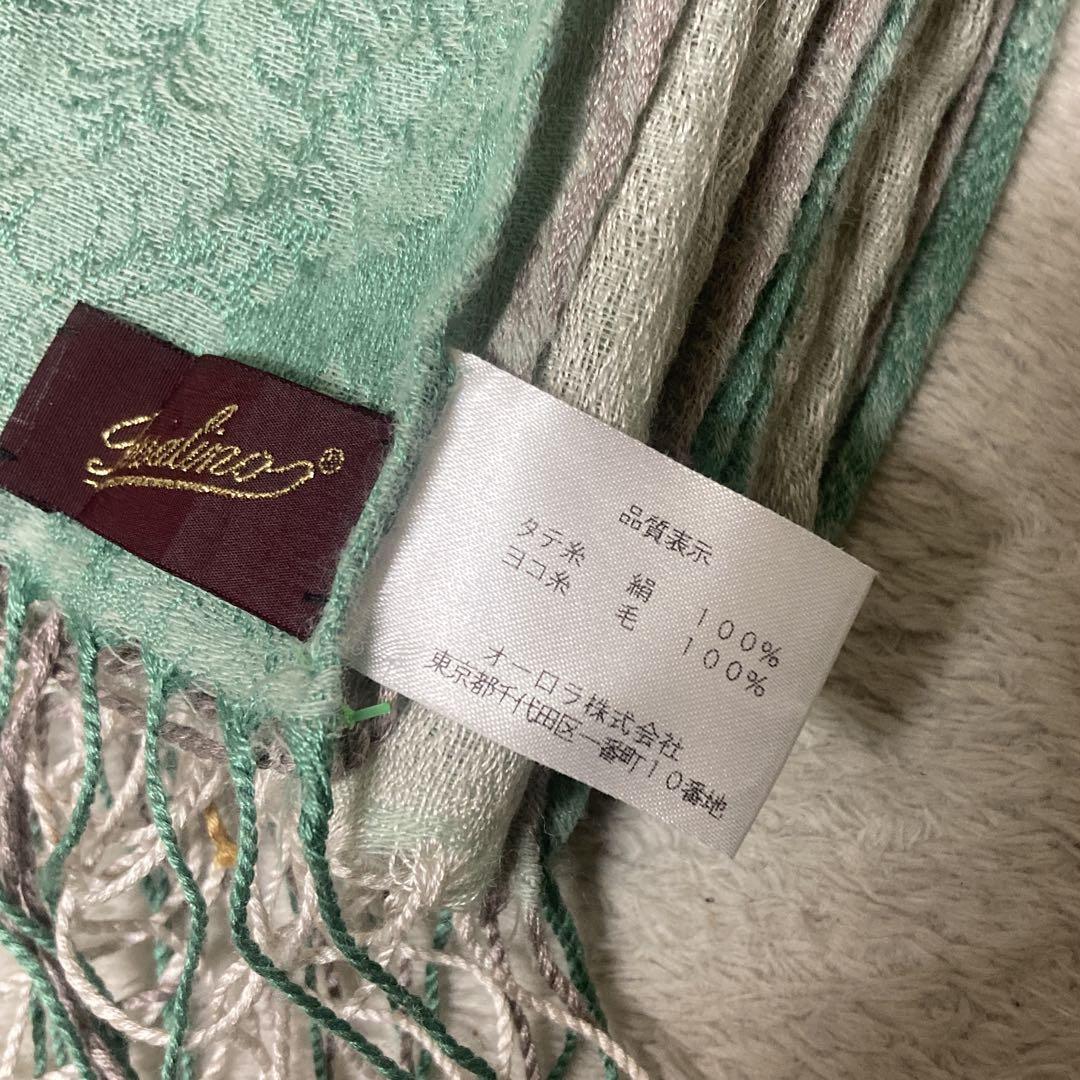 Indino®
品質表示
タテ糸 絹 100%
ヨコ糸 毛 100%
オーロラ株式会社
東京都千代田区一番町10番地